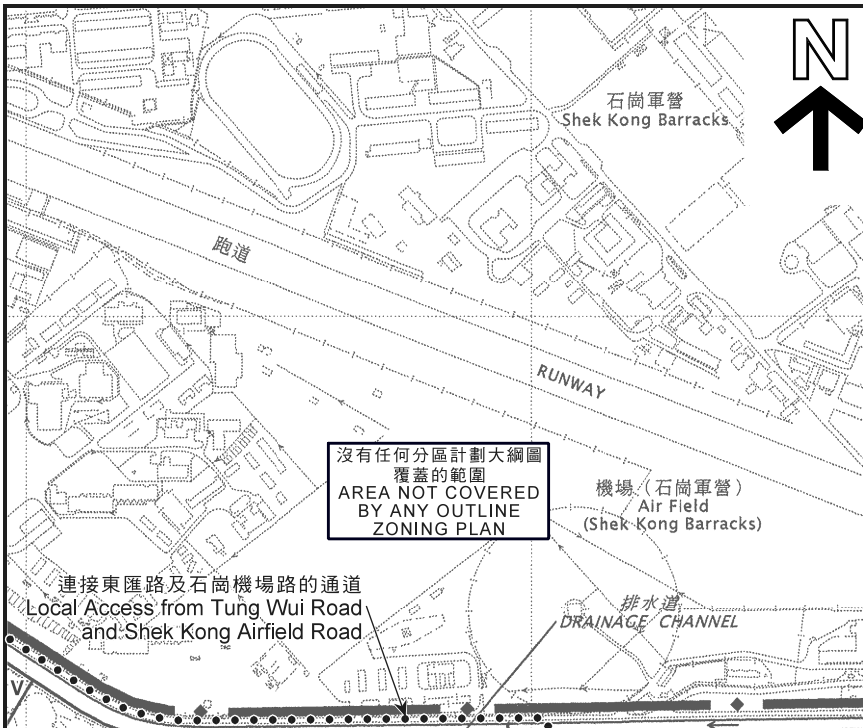 N
石崗軍營
Shek Kong Barracks
跑道
RUNWAY
沒有任何分區計劃大綱圖
覆蓋的範圍
AREA NOT COVERED
BY ANY OUTLINE
ZONING PLAN
機場（石崗軍營）
Air Field
(Shek Kong Barracks)
連接東匯路及石崗機場路的通道
Local Access from Tung Wui Road
and Shek Kong Airfield Road
排水道
DRAINAGE CHANNEL
V